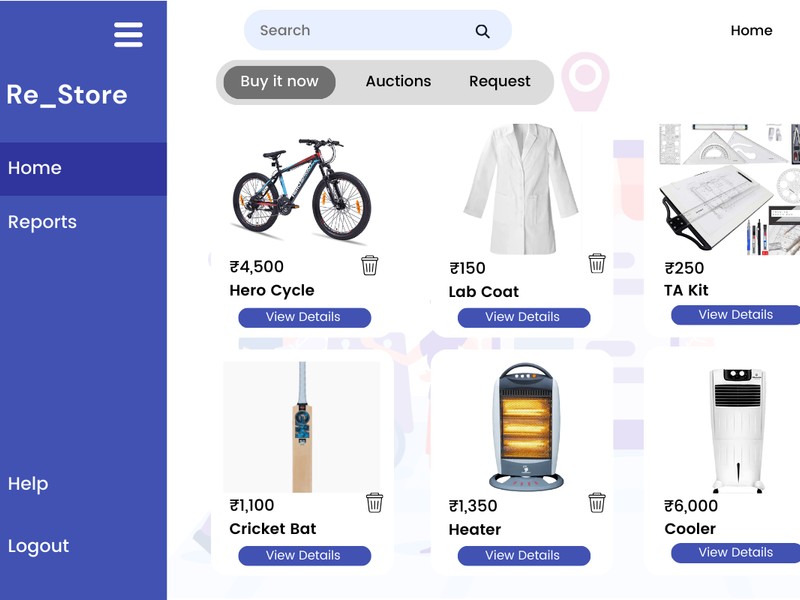 Search
Home
Re_Store
Buy it now
Auctions
Request
Home
Reports
Help
Logout
₹4,500
Hero Cycle
View Details
₹150
Lab Coat
View Details
₹250
TA Kit
View Details
₹1,100
Cricket Bat
View Details
₹1,350
Heater
View Details
₹6,000
Cooler
View Details